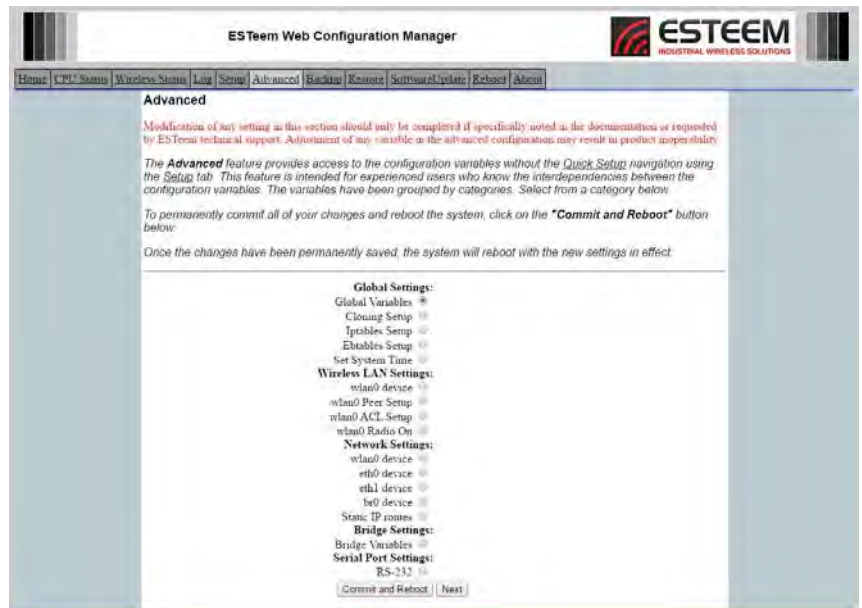 ESTeem Web Configuration Manager
ESTEEM
INDUSTRIAL WIRELESS SOLUTIONS
Home CPU Status Wireless Status Log Setup Advanced Backup Restore SoftwareUpdate Reboot About
Advanced
Modification of any setting in this section should only be completed if specifically noted in the documentation or requested
by ESTeem technical support. Adjustment of any variable in the advanced configuration may result in product inoperability
The Advanced feature provides access to the configuration variables without the Quick Setup navigation using
the Setup tab. This feature is intended for experienced users who know the interdependencies between the
configuration variables. The variables have been grouped by categories. Select from a category below.
To permanently commit all of your changes and reboot the system, click on the "Commit and Reboot" button
below.
Once the changes have been permanently saved, the system will reboot with the new settings in effect.
Global Settings:
Global Variables
Cloning Setup
Iptables Setup
Ebtables Setup
Set System Time
Wireless LAN Settings:
wlan0 device
wlan0 Peer Setup
wlan0 ACL Setup
wlan0 Radio On
Network Settings:
wlan0 device
eth0 device
eth1 device
br0 device
Static IP routes
Bridge Settings:
Bridge Variables
Serial Port Settings:
RS-232
Commit and Reboot Next